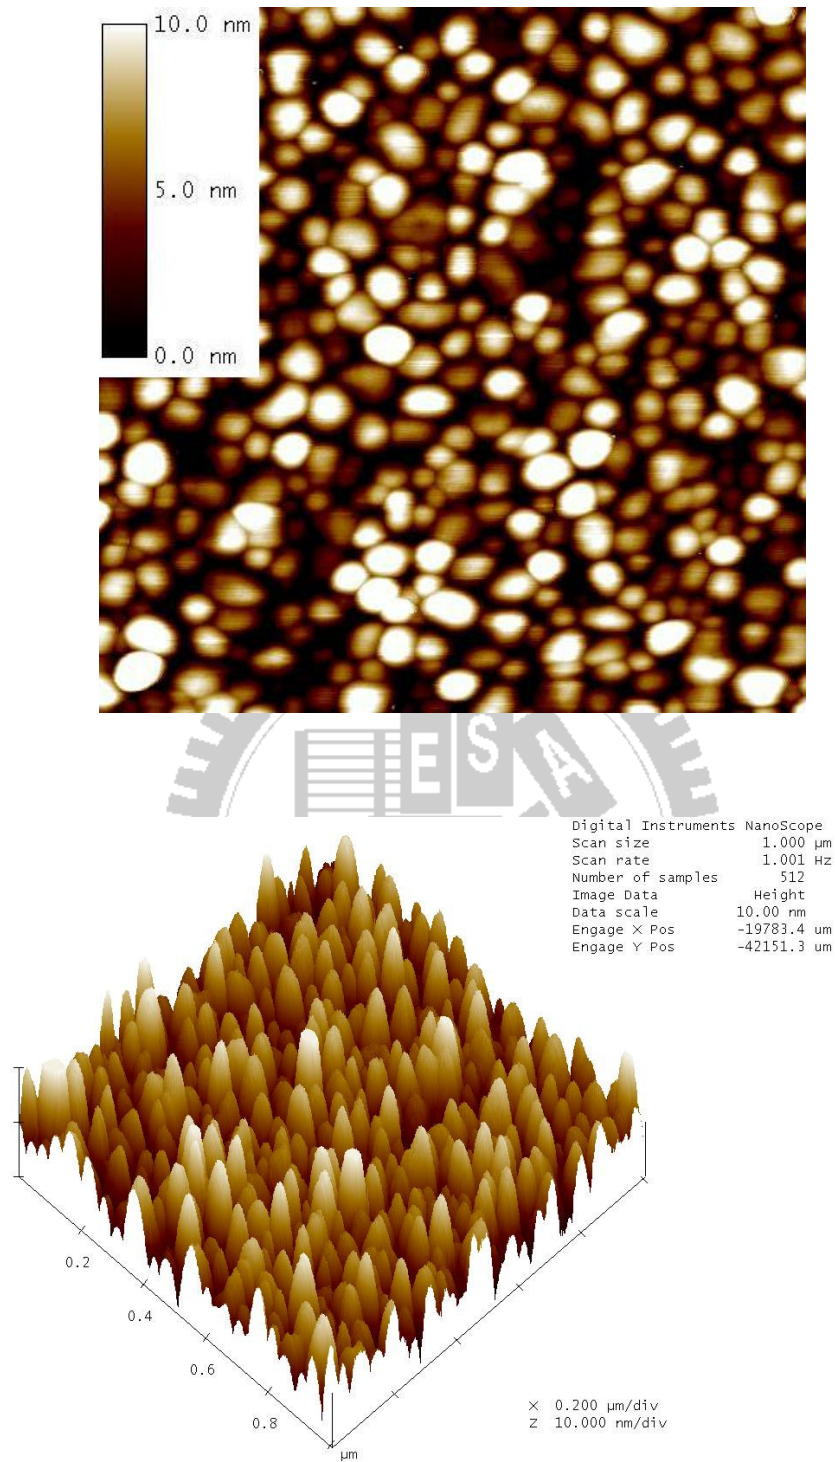 10.0 nm
5.0 nm
0.0 nm
ESA
Digital Instruments NanoScope
Scan size 1.000 µm
Scan rate 1.001 Hz
Number of samples 512
Image Data Height
Data scale 10.00 nm
Engage X Pos -19783.4 um
Engage Y Pos -42151.3 um
0.2
0.4
0.6
0.8
µm
X 0.200 µm/div
Z 10.000 nm/div